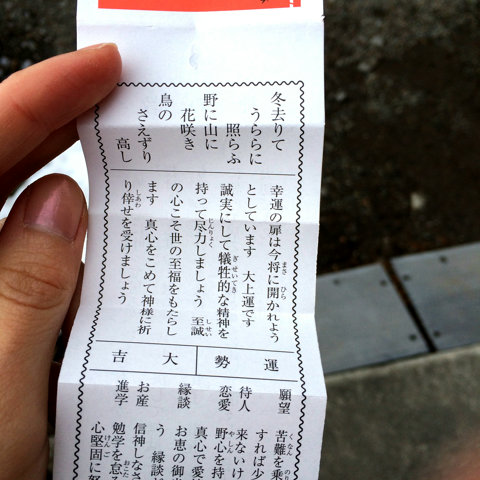 冬去りて
うららに
照らふ
野に山に
花咲き
鳥の
さえずり
高し
幸運の扉は今将に開かれよう
としています 大上運です
誠実にして犠牲的な精神を
持って尽力しましょう 至誠
の心こそ世の至福をもたらし
ます 真心をこめて神様に祈
り倖せを受けましょう
運勢
大吉
願望 苦難を乗
すれば少
待人 来ないけ
恋愛 野心を持
真心で愛
縁談 お恵の御
う 縁談
お産 信神しなさ
進学 勉学を怠
心堅固に努